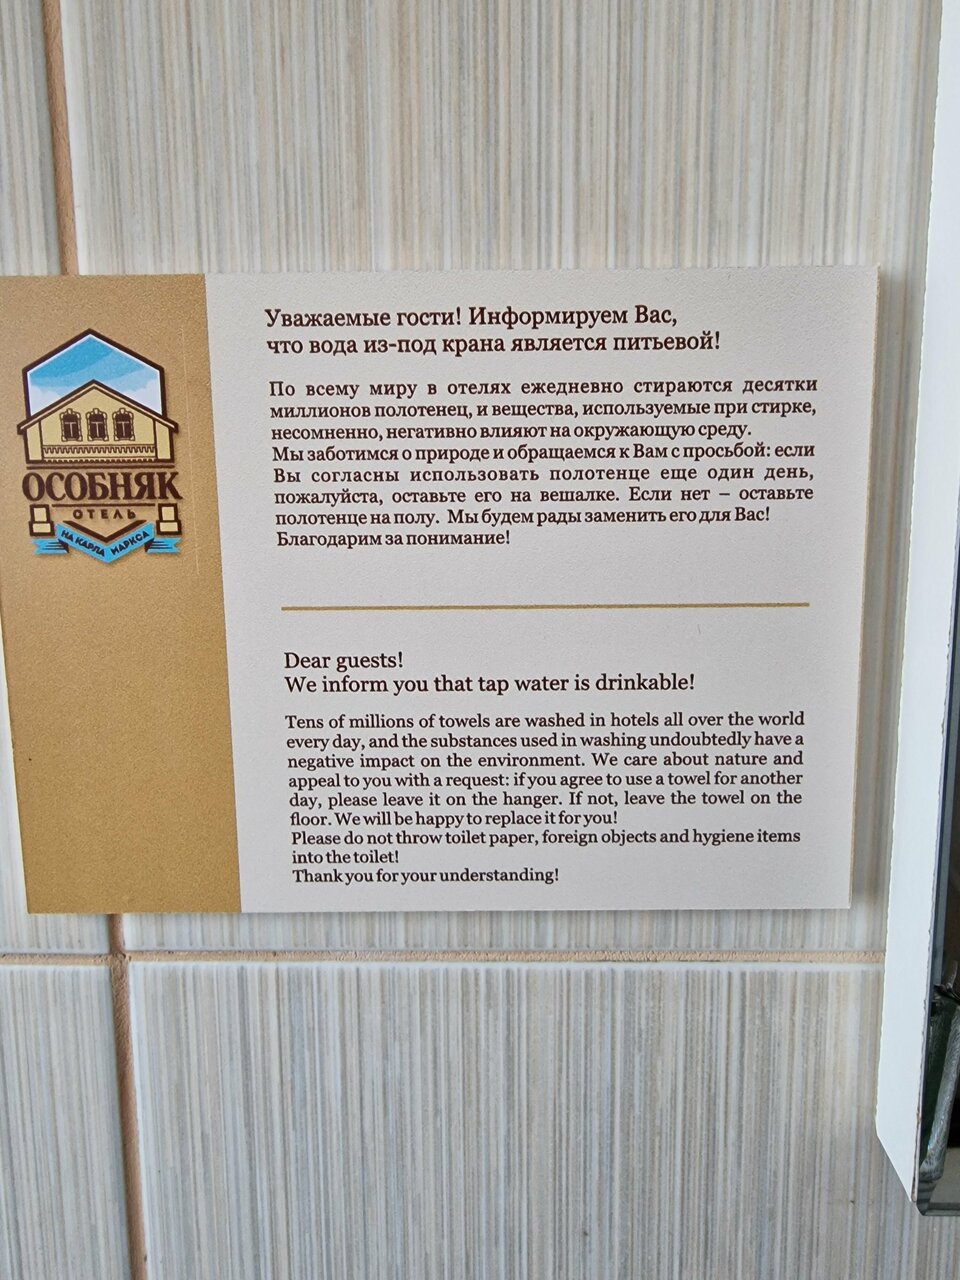 ОСОБНЯК
ОТЕЛЬ
НА КАРЛА МАРКСА
Уважаемые гости! Информируем Вас,
что вода из-под крана является питьевой!
По всему миру в отелях ежедневно стираются десятки
миллионов полотенец, и вещества, используемые при стирке,
несомненно, негативно влияют на окружающую среду.
Мы заботимся о природе и обращаемся к Вам с просьбой: если
Вы согласны использовать полотенце еще один день,
пожалуйста, оставьте его на вешалке. Если нет – оставьте
полотенце на полу. Мы будем рады заменить его для Вас!
Благодарим за понимание!
Dear guests!
We inform you that tap water is drinkable!
Tens of millions of towels are washed in hotels all over the world
every day, and the substances used in washing undoubtedly have a
negative impact on the environment. We care about nature and
appeal to you with a request: if you agree to use a towel for another
day, please leave it on the hanger. If not, leave the towel on the
floor. We will be happy to replace it for you!
Please do not throw toilet paper, foreign objects and hygiene items
into the toilet!
Thank you for your understanding!